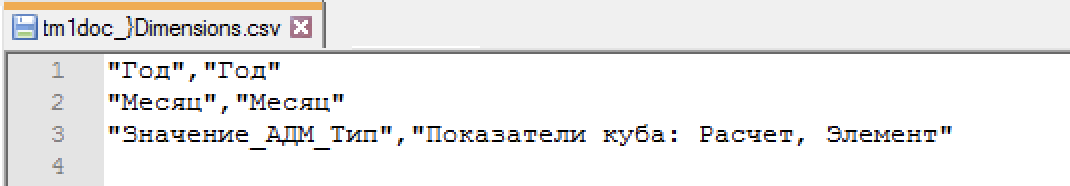 tm1doc_}Dimensions.csv
1 "Год","Год"
2 "Месяц","Месяц"
3 "Значение_АДМ_Тип","Показатели куба: Расчет, Элемент"
4